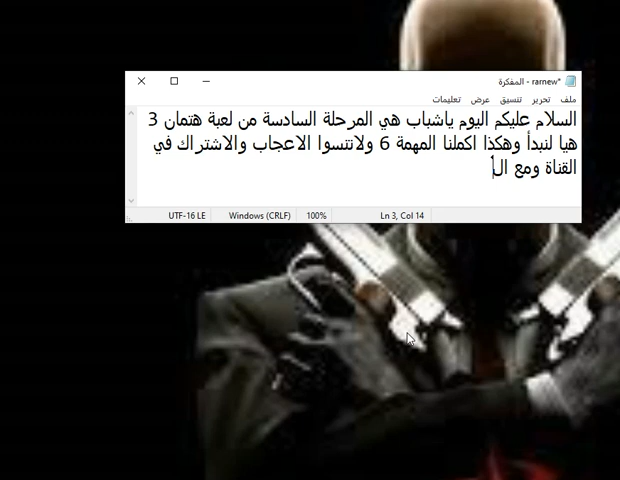 *rarnew - المفكرة
ملف تحرير تنسيق عرض تعليمات
السلام عليكم اليوم ياشباب هي المرحلة السادسة من لعبة هتمان 3
هيا لنبدأ وهكذا اكملنا المهمة 6 ولاننتسوا الاعجاب والاشتراك في
القناة ومع ال
UTF-16 LE Windows (CRLF) 100% Ln 3, Col 14